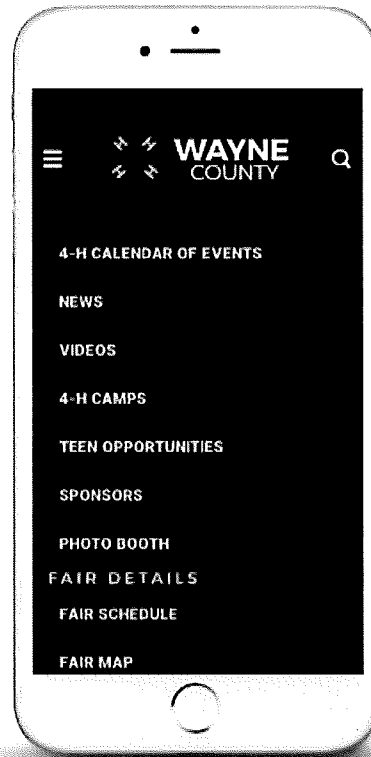 H H
H H
WAYNE
COUNTY
4-H CALENDAR OF EVENTS
NEWS
VIDEOS
4-H CAMPS
TEEN OPPORTUNITIES
SPONSORS
PHOTO BOOTH
FAIR DETAILS
FAIR SCHEDULE
FAIR MAP